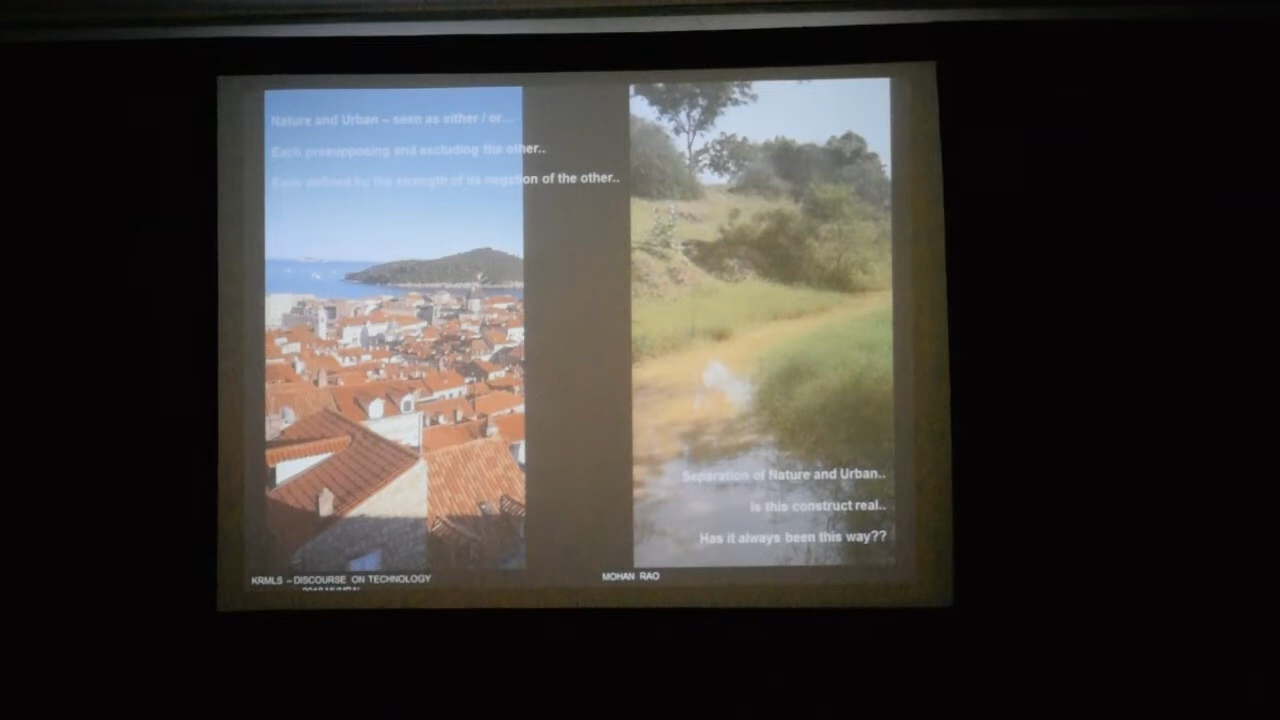 Nature and Urban – seen as either / or...
Each presupposing and excluding the other..
Each defined by the strength of its negation of the other..
Separation of Nature and Urban..
Is this construct real..
Has it always been this way??
KRMLS – DISCOURSE ON TECHNOLOGY
MOHAN RAO